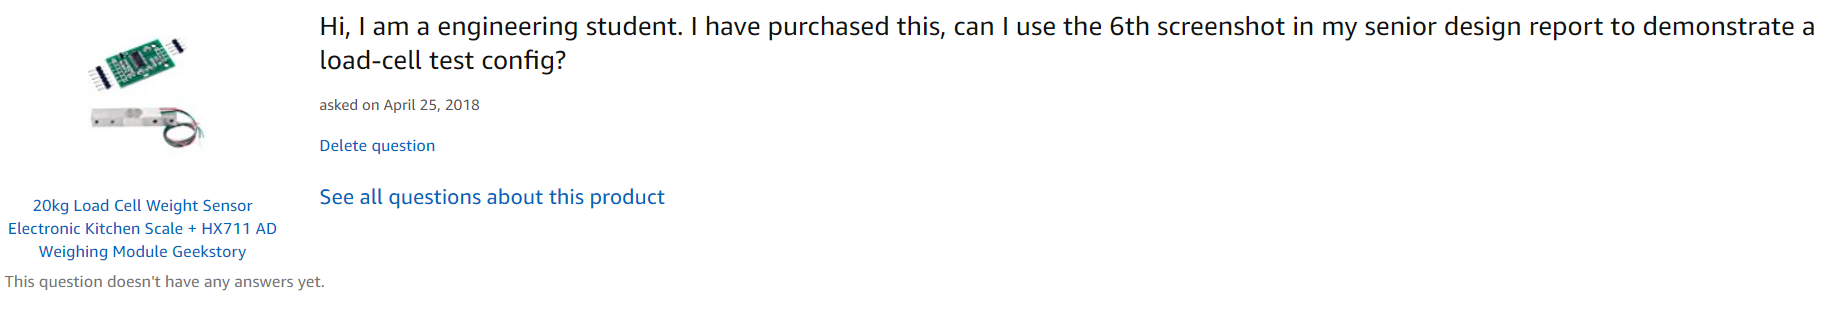 Hi, I am a engineering student. I have purchased this, can I use the 6th screenshot in my senior design report to demonstrate a
load-cell test config?
asked on April 25, 2018
Delete question
See all questions about this product
20kg Load Cell Weight Sensor
Electronic Kitchen Scale + HX711 AD
Weighing Module Geekstory
This question doesn't have any answers yet.